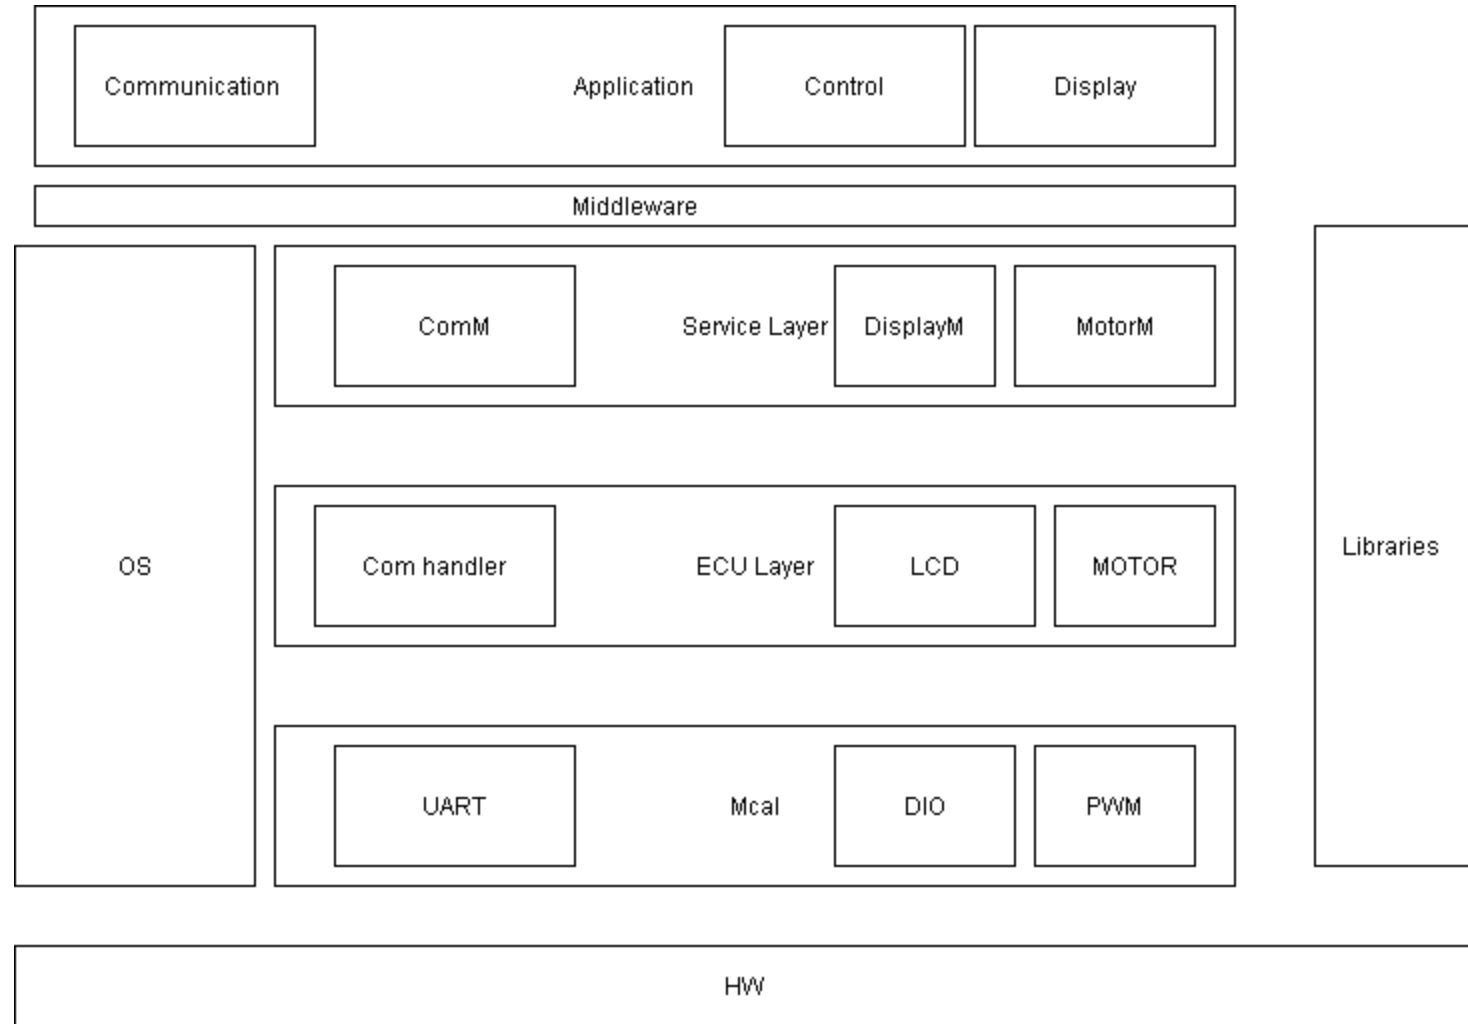 Communication
Application
Control
Display
Middleware
ComM
Service Layer
DisplayM
MotorM
OS
Com handler
ECU Layer
LCD
MOTOR
Libraries
UART
Mcal
DIO
PWM
HW